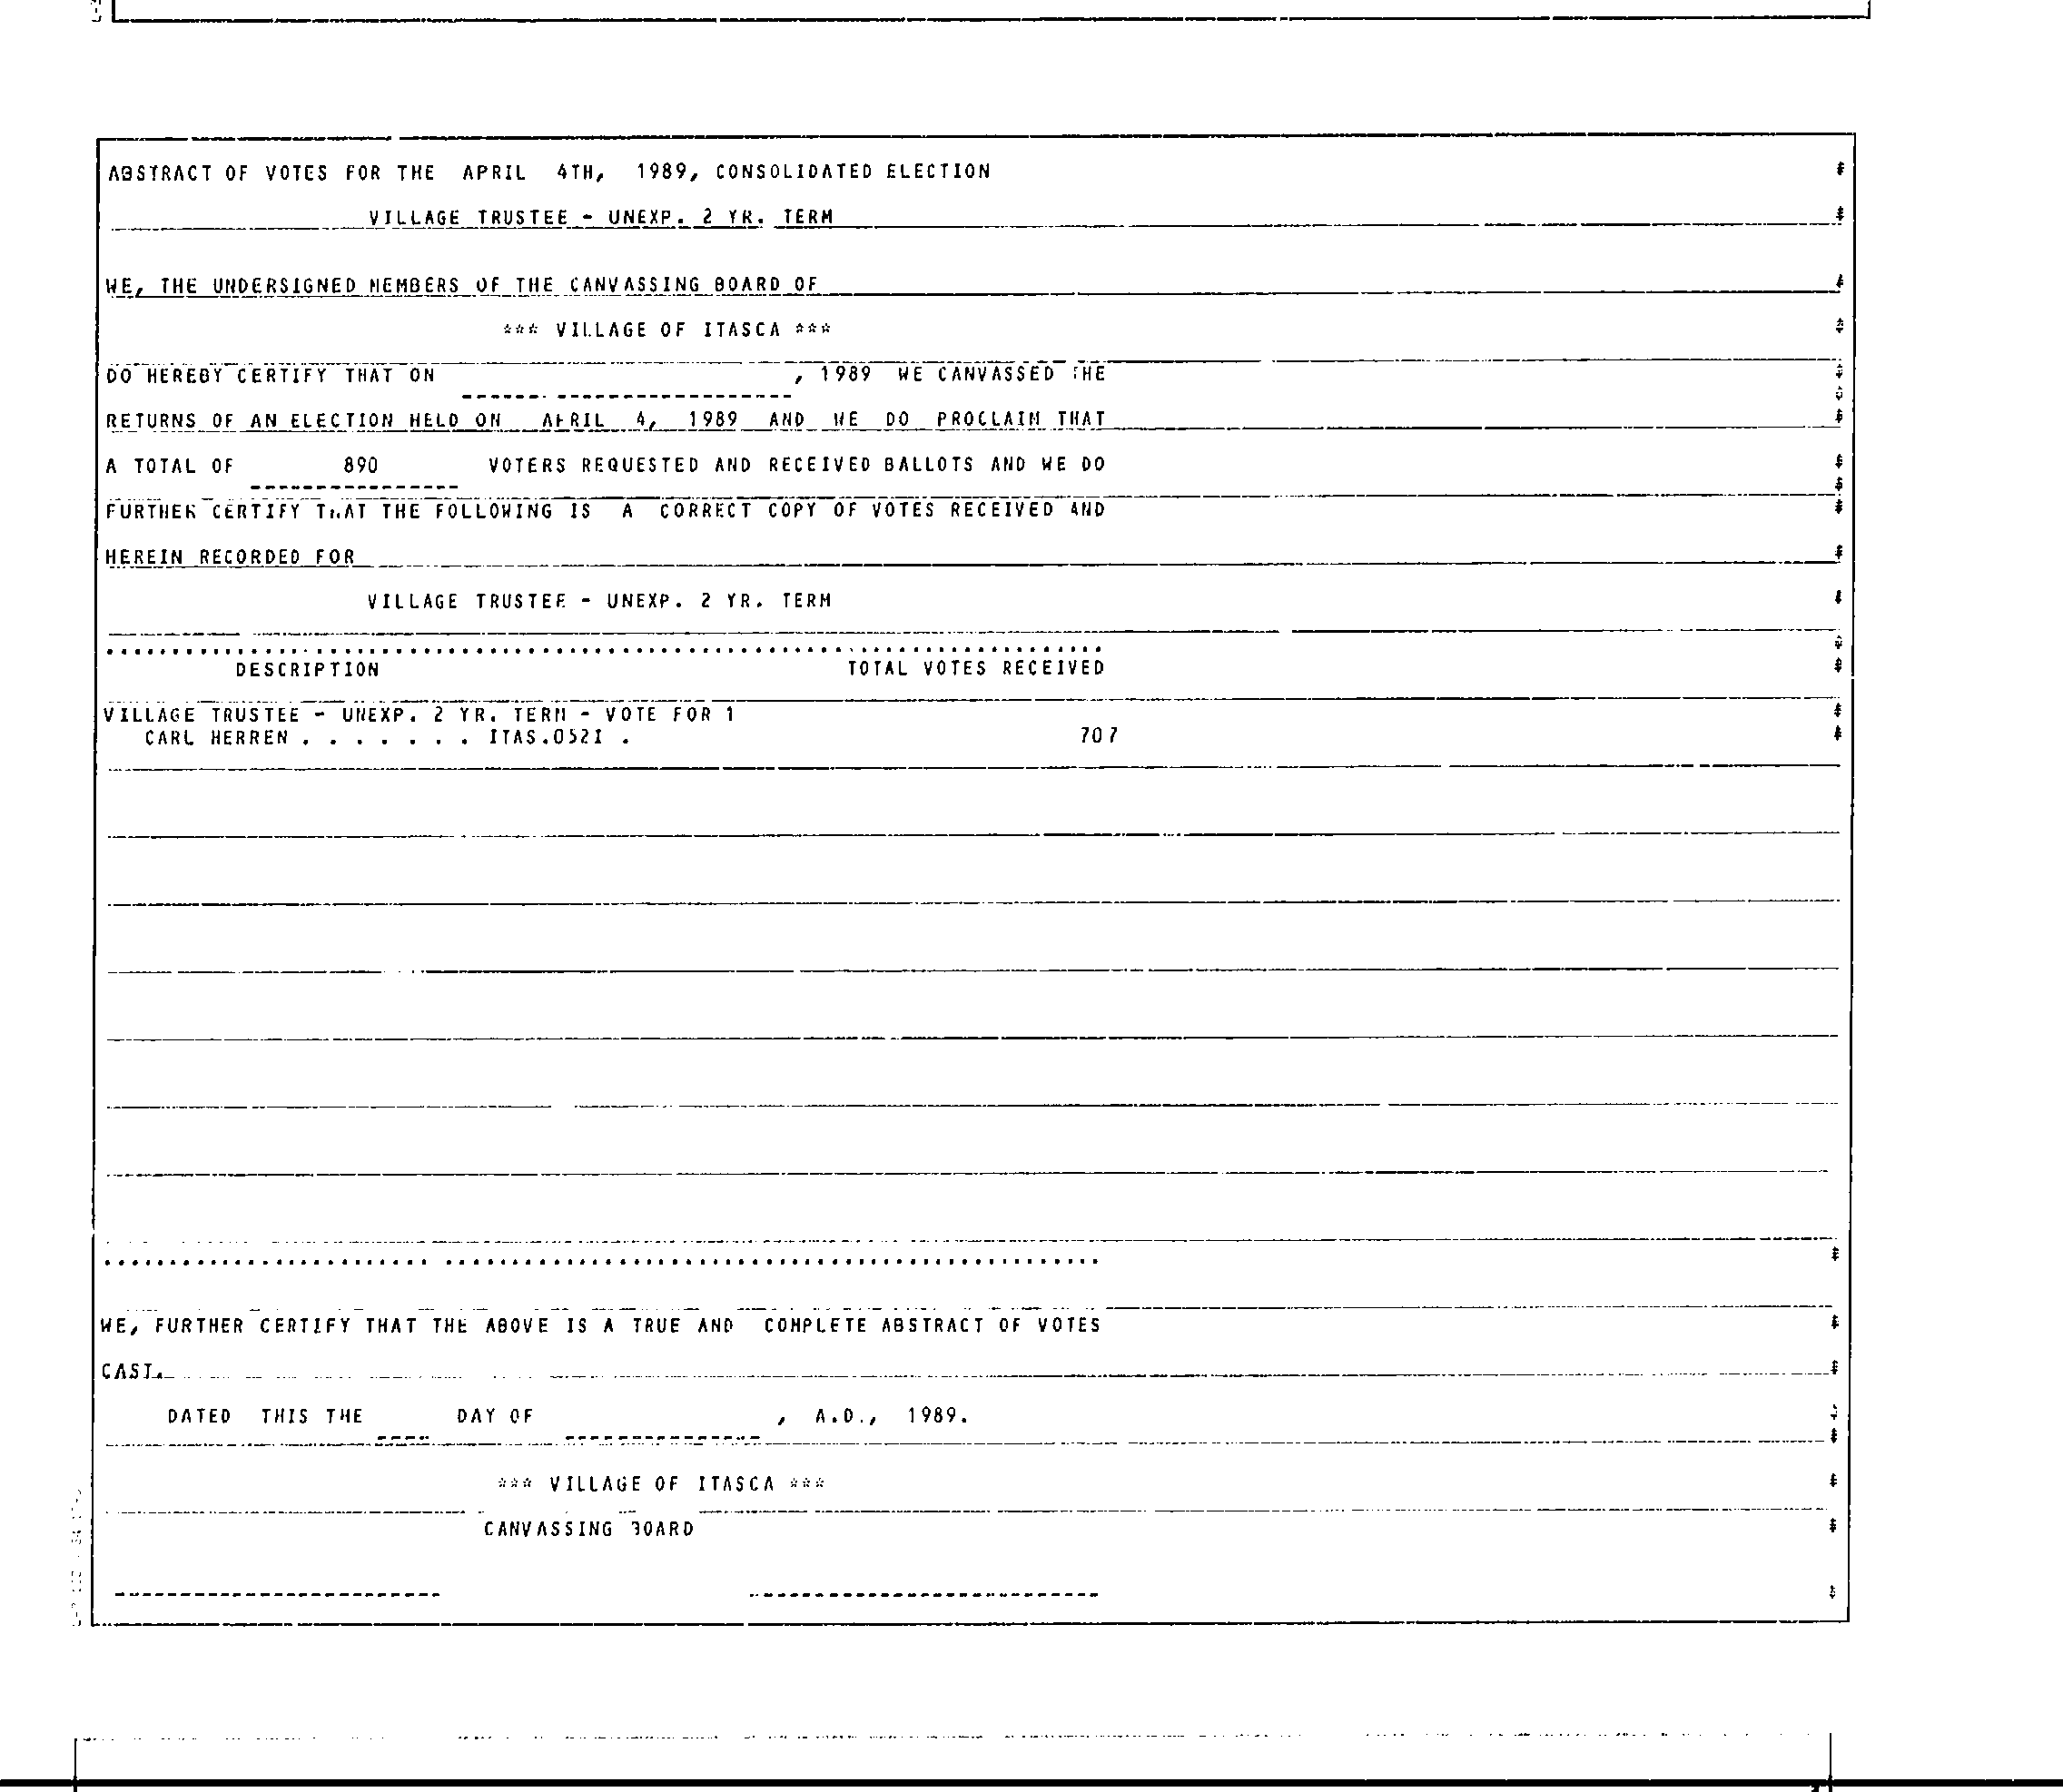 ABSTRACT OF VOTES FOR THE APRIL 4TH, 1989, CONSOLIDATED ELECTION
VILLAGE TRUSTEE - UNEXP. 2 YR. TERM
WE, THE UNDERSIGNED MEMBERS OF THE CANVASSING BOARD OF
*** VILLAGE OF ITASCA ***
DO HEREBY CERTIFY THAT ON , 1989 WE CANVASSED THE
RETURNS OF AN ELECTION HELD ON APRIL 4, 1989 AND WE DO PROCLAIM THAT
A TOTAL OF 890 VOTERS REQUESTED AND RECEIVED BALLOTS AND WE DO
FURTHER CERTIFY THAT THE FOLLOWING IS A CORRECT COPY OF VOTES RECEIVED AND
HEREIN RECORDED FOR
VILLAGE TRUSTEE - UNEXP. 2 YR. TERM
DESCRIPTION TOTAL VOTES RECEIVED
VILLAGE TRUSTEE - UNEXP. 2 YR. TERM - VOTE FOR 1
CARL HERREN . . . . . . . ITAS.052I . 707
WE, FURTHER CERTIFY THAT THE ABOVE IS A TRUE AND COMPLETE ABSTRACT OF VOTES
CAST.
DATED THIS THE DAY OF , A.D., 1989.
*** VILLAGE OF ITASCA ***
CANVASSING BOARD